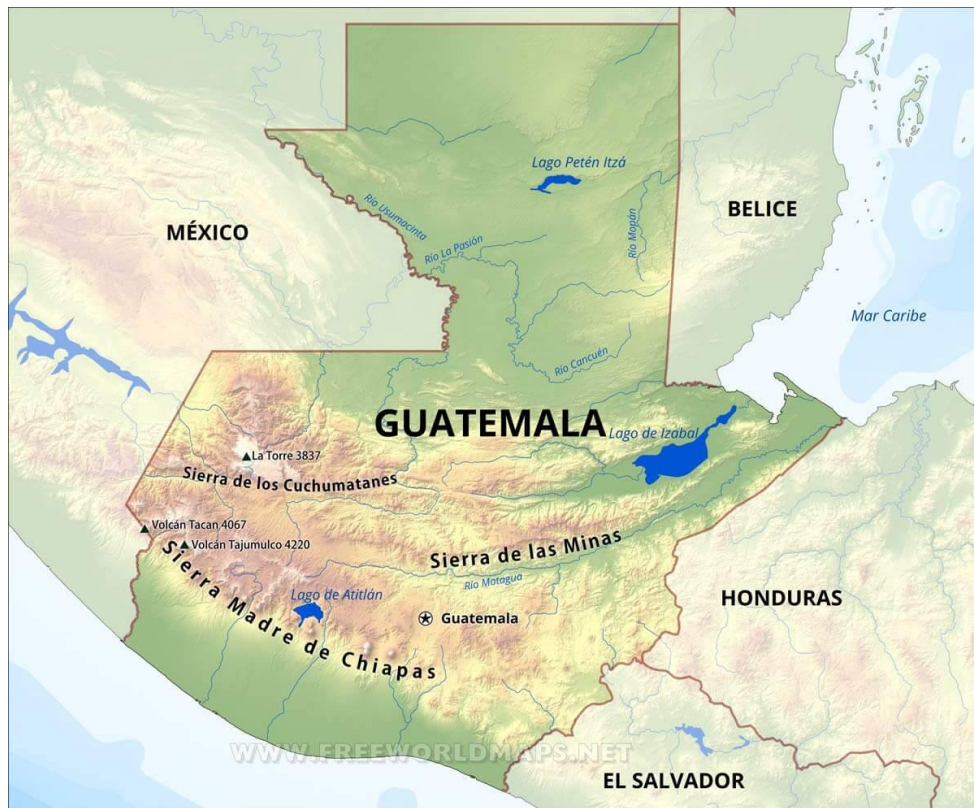 Lago Petén Itzá
Río Usumacinta
MÉXICO
BELICE
Río Mopán
Río La Pasión
Mar Caribe
Río Cancuén
GUATEMALA
Lago de Izabal
La Torre 3837
Sierra de los Cuchumatanes
Volcán Tacan 4067
Volcán Tajumulco 4220
Sierra de las Minas
Río Motagua
Lago de Atitlán
Guatemala
HONDURAS
Sierra Madre de Chiapas
WWW.FREEWORLDMAPS.NET
EL SALVADOR